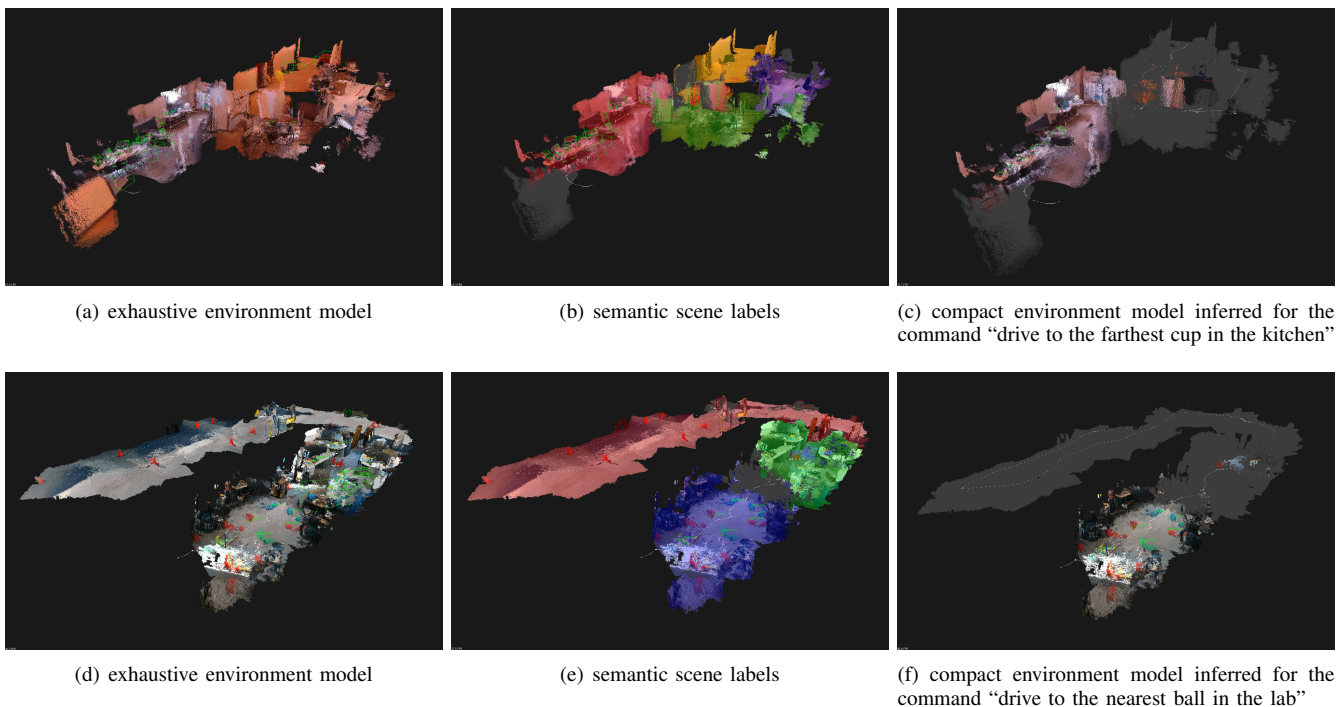 (a) exhaustive environment model
(b) semantic scene labels
(c) compact environment model inferred for the
command “drive to the farthest cup in the kitchen”
(d) exhaustive environment model
(e) semantic scene labels
(f) compact environment model inferred for the
command “drive to the nearest ball in the lab”